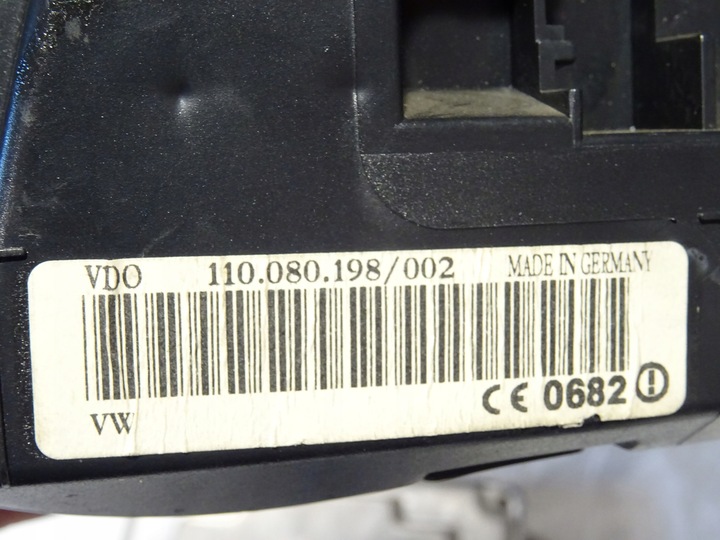 VDO 110.080.198/002 MADE IN GERMANY
VW CE 0682